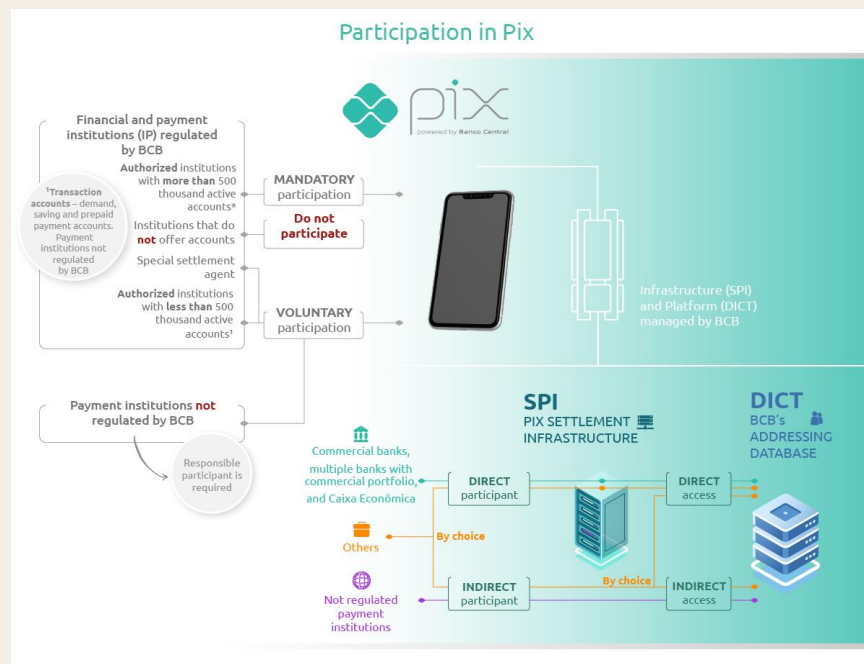 Participation in Pix
pix
powered by Banco Central
Financial and payment
institutions (IP) regulated
by BCB
Authorized institutions
with more than 500
thousand active
accounts*
Institutions that do
not offer accounts
Special settlement
agent
Authorized institutions
with less than 500
thousand active
accounts¹
¹Transaction
accounts – demand,
saving and prepaid
payment accounts.
Payment
institutions not
regulated
by BCB
MANDATORY
participation
Do not
participate
VOLUNTARY
participation
Infrastructure (SPI)
and Platform (DICT)
managed by BCB
Payment institutions not
regulated by BCB
Responsible
participant is
required
SPI
PIX SETTLEMENT
INFRASTRUCTURE
DICT
BCB's
ADDRESSING
DATABASE
Commercial banks,
multiple banks with
commercial portfolio,
and Caixa Econômica
DIRECT
participant
DIRECT
access
Others
By choice
By choice
Not regulated
payment
institutions
INDIRECT
participant
INDIRECT
access